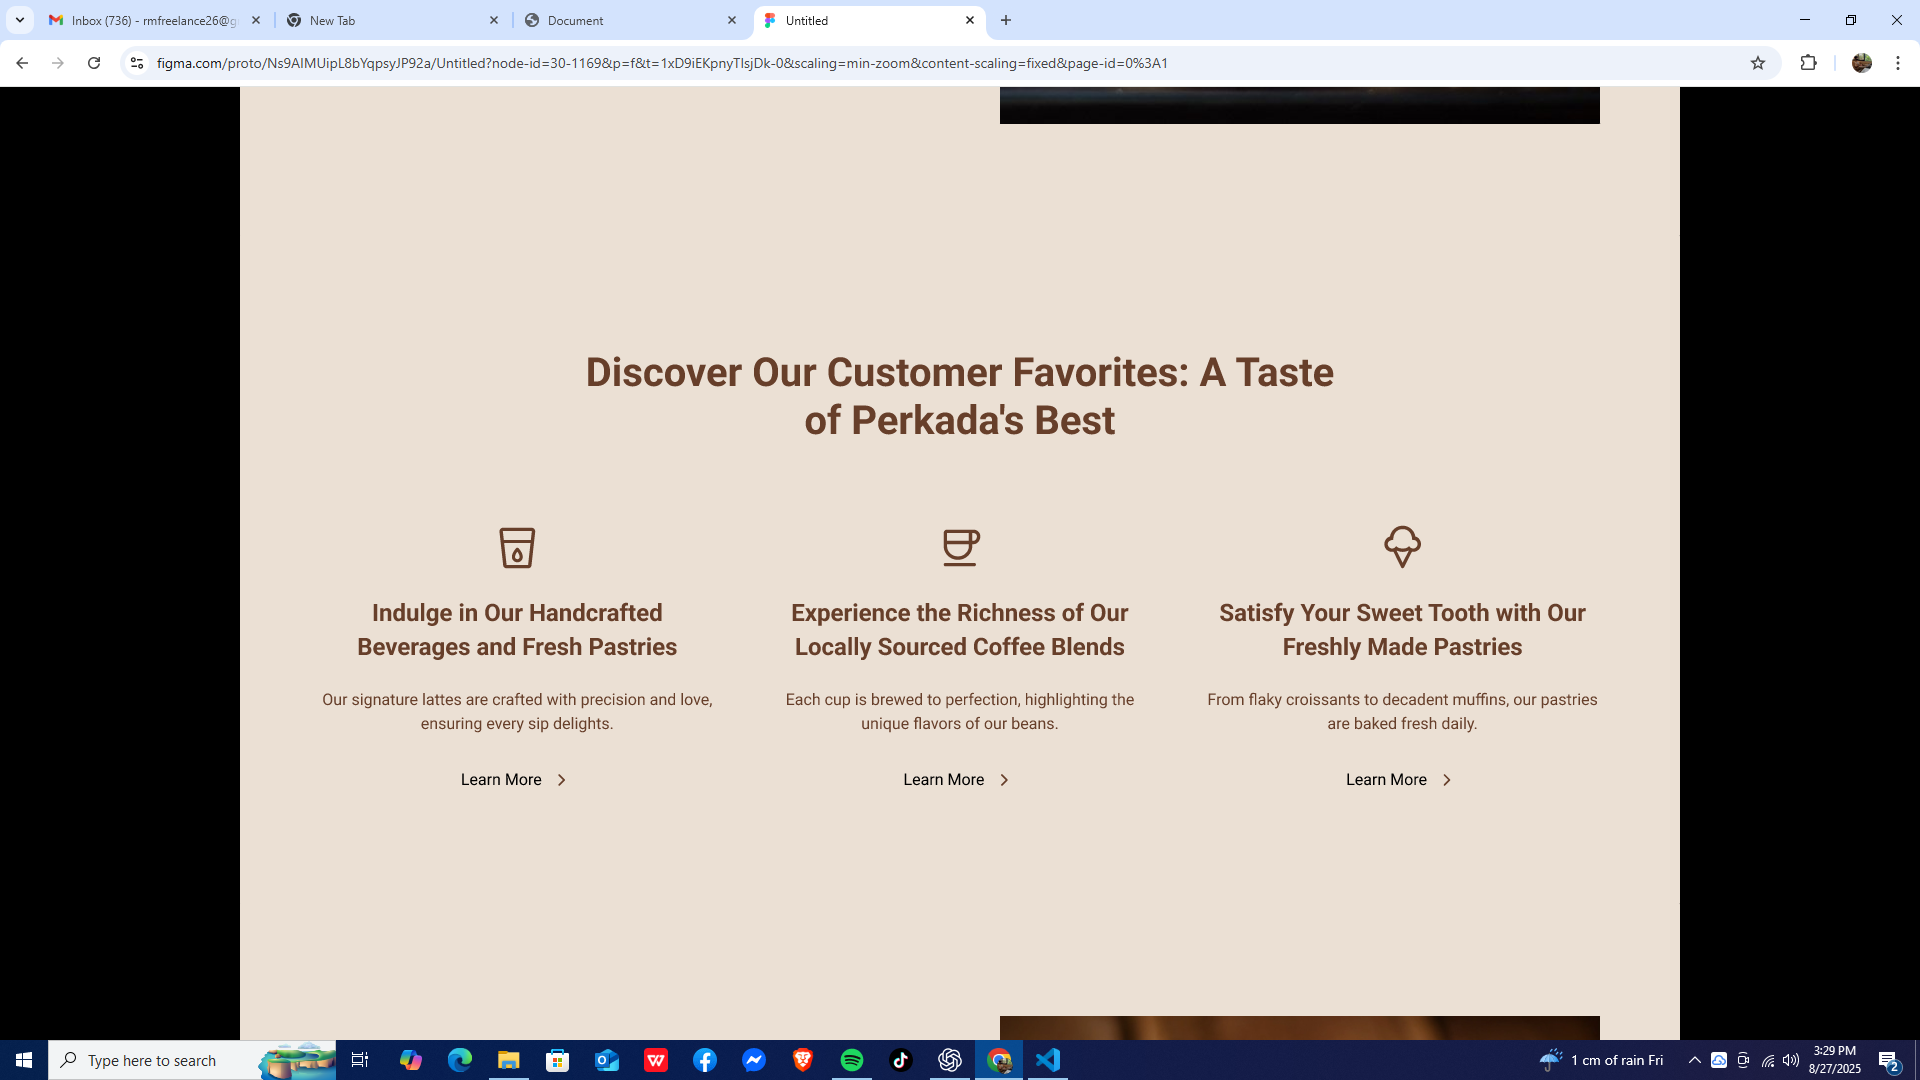 Inbox (736) - rmfreelance26@g
New Tab
Document
Untitled
figma.com/proto/Ns9AlMUipL8bYqpsyJP92a/Untitled?node-id=30-1169&p=f&t=1xD9iEKpnyTlsjDk-0&scaling=min-zoom&content-scaling=fixed&page-id=0%3A1
Discover Our Customer Favorites: A Taste
of Perkada's Best
Indulge in Our Handcrafted
Beverages and Fresh Pastries
Our signature lattes are crafted with precision and love,
ensuring every sip delights.
Learn More
Experience the Richness of Our
Locally Sourced Coffee Blends
Each cup is brewed to perfection, highlighting the
unique flavors of our beans.
Learn More
Satisfy Your Sweet Tooth with Our
Freshly Made Pastries
From flaky croissants to decadent muffins, our pastries
are baked fresh daily.
Learn More
Type here to search
1 cm of rain Fri
3:29 PM
8/27/2025
2